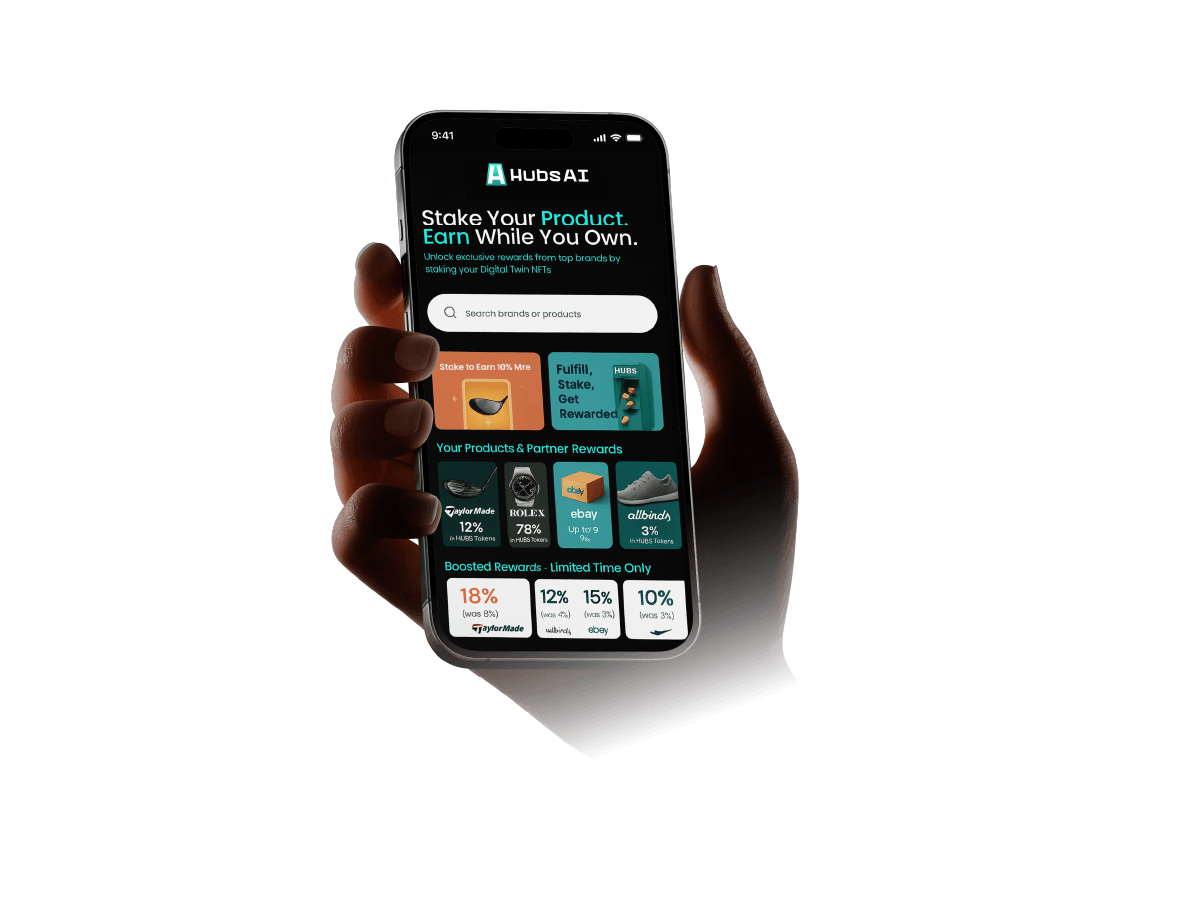 9:41
A HubsAI
Stake Your Product.
Earn While You Own.
Unlock exclusive rewards from top brands by
staking your Digital Twin NFTs
Search brands or products
Stake to Earn 10% Mre
Fulfill,
Stake,
Get
Rewarded
HUBS
Your Products & Partner Rewards
TaylorMade
12%
in HUBS Tokens
ROLEX
78%
in HUBS Tokers
ebay
Up to 9
9%
allbirds
3%
in HUBS Tokens
Boosted Rewards - Limited Time Only
18%
(was 8%)
TaylorMade
12%
(was 4%)
15%
(was 3%)
ebey
10%
(was 3%)